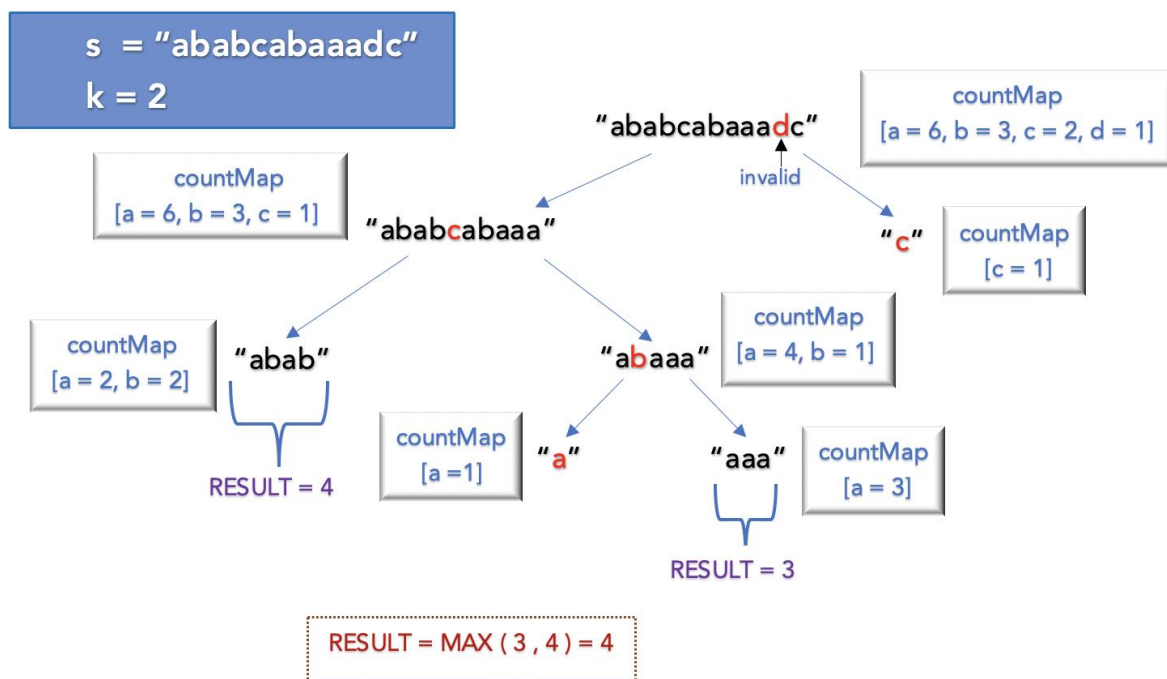 s = "ababcabaaadc"
k = 2
countMap
[a = 6, b = 3, c = 2, d = 1]
"ababcabaaadc"
invalid
countMap
[a = 6, b = 3, c = 1]
"ababcabaaa"
"c"
countMap
[c = 1]
countMap
[a = 2, b = 2]
"abab"
"abaaa"
countMap
[a = 4, b = 1]
countMap
[a =1]
"a"
"aaa"
countMap
[a = 3]
RESULT = 4
RESULT = 3
RESULT = MAX ( 3 , 4 ) = 4